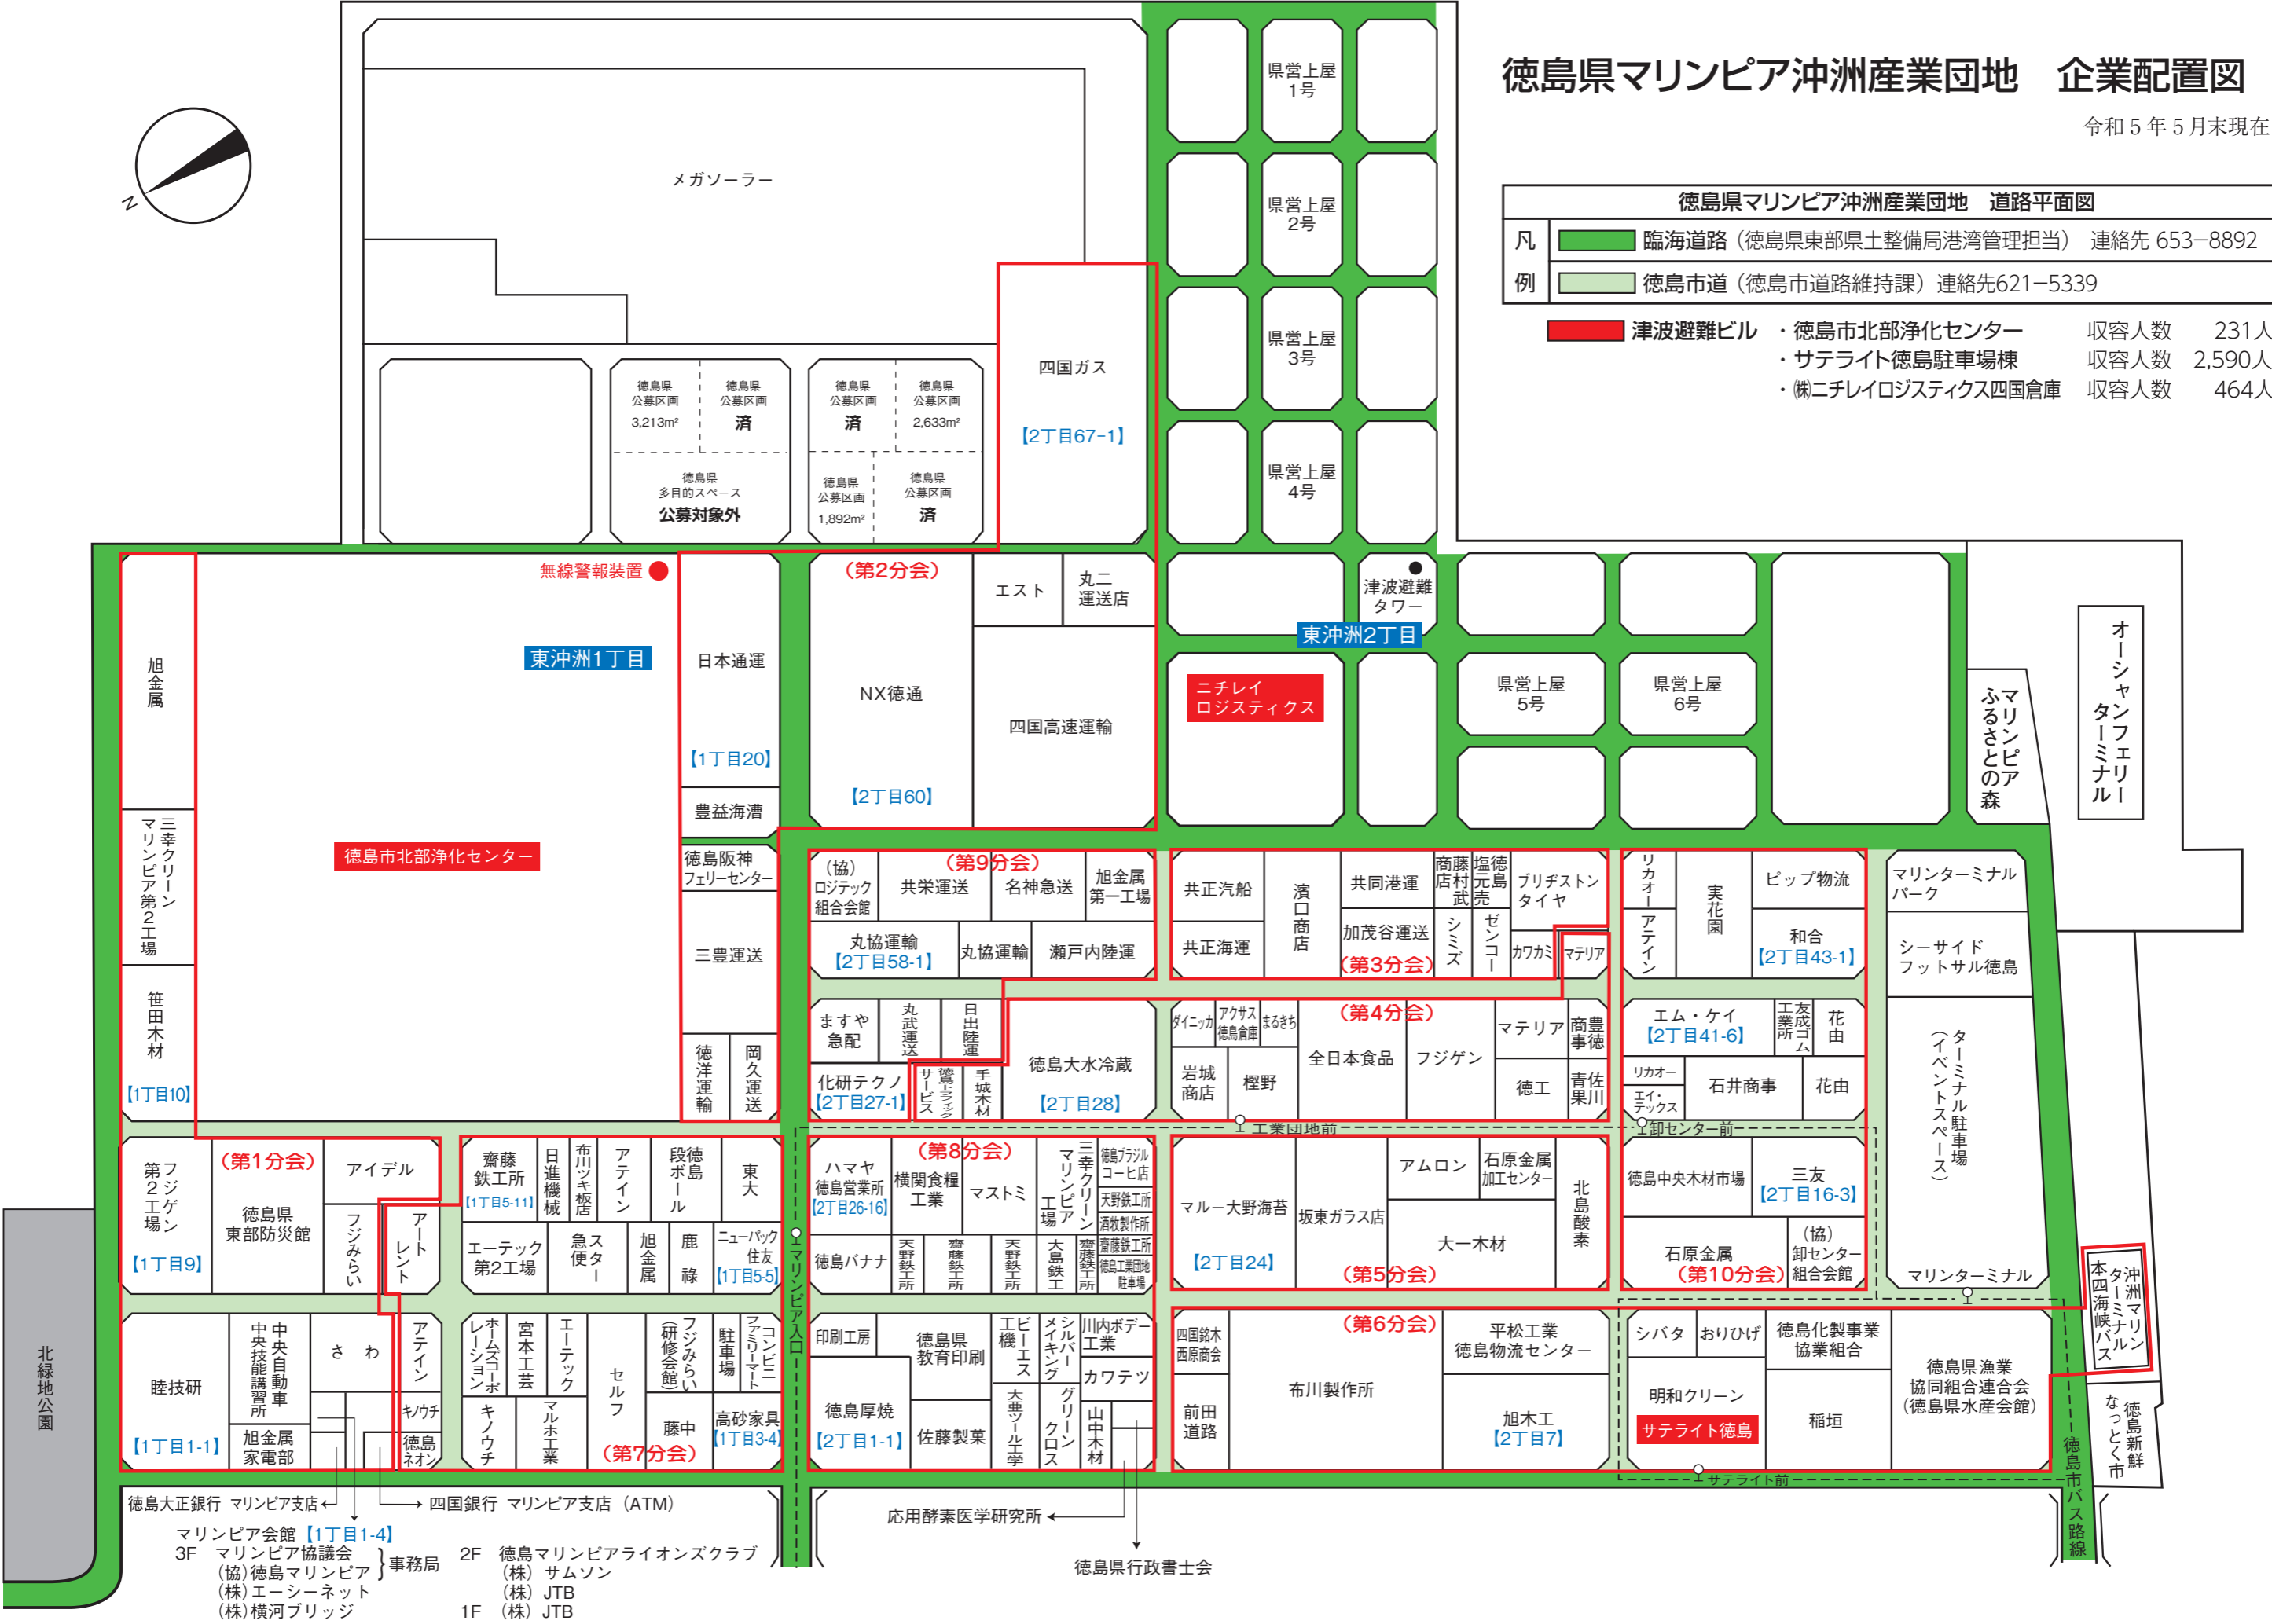 徳島県マリンピア沖洲産業団地　企業配置図
令和５年５月末現在
徳島県マリンピア沖洲産業団地　道路平面図
凡例
臨海道路（徳島県東部県土整備局港湾管理担当）　連絡先 653−8892
徳島市道（徳島市道路維持課）連絡先621−5339
津波避難ビル
・徳島市北部浄化センター　収容人数　231人
・サテライト徳島駐車場棟　収容人数　2,590人
・㈱ニチレイロジスティクス四国倉庫　収容人数　464人
N
メガソーラー
県営上屋
1号
県営上屋
2号
県営上屋
3号
県営上屋
4号
四国ガス
【2丁目67-1】
徳島県
公募区画
3,213m²
徳島県
公募区画
済
徳島県
多目的スペース
公募対象外
徳島県
公募区画
済
徳島県
公募区画
2,633m²
徳島県
公募区画
1,892m²
徳島県
公募区画
済
無線警報装置
東沖洲1丁目
徳島市北部浄化センター
旭金属
三幸クリーン
マリンピア第2工場
笹田木材
【1丁目10】
日本通運
【1丁目20】
豊益海漕
徳島阪神
フェリーセンター
三豊運送
徳洋運輸
岡久運送
（第2分会）
NX徳通
【2丁目60】
エスト
丸二
運送店
四国高速運輸
津波避難
タワー
東沖洲2丁目
ニチレイ
ロジスティクス
県営上屋
5号
県営上屋
6号
オーシャンフェリー
ターミナル
マリンピア
ふるさとの森
（第9分会）
（協）
ロジテック
組合会館
共栄運送
名神急送
旭金属
第一工場
丸協運輸
【2丁目58-1】
丸協運輸
瀬戸内陸運
ますや
急配
丸武運送
日出陸運
化研テクノ
【2丁目27-1】
徳島トラフィック
サービス
手城木材
徳島大水冷蔵
【2丁目28】
共正汽船
共正海運
濱口商店
共同港運
加茂谷運送
（第3分会）
藤村武
商店
徳島
塩元売
シミズ
ゼンコー
ブリヂストン
タイヤ
カワカミ
マテリア
（第4分会）
ダイニッカ
アクサス
徳島倉庫
まるきち
岩城
商店
樫野
全日本食品
フジゲン
マテリア
豊徳
商事
徳工
佐川
青果
リカオー
アテイン
実花園
ピップ物流
和合
【2丁目43-1】
エム・ケイ
【2丁目41-6】
友成ゴム
工業所
花由
リカオー
エイ・
テックス
石井商事
花由
マリンターミナル
パーク
シーサイド
フットサル徳島
ターミナル駐車場
（イベントスペース）
マリンターミナル
工業団地前
卸センター前
フジゲン
第2工場
【1丁目9】
（第1分会）
徳島県
東部防災館
アイデル
フジみらい
アート
レント
齋藤
鉄工所
【1丁目5-11】
日進機械
布川ツキ板店
アテイン
徳島
段ボール
東大
エーテック
第2工場
スター
急便
旭金属
鹿禄
ニューパック
住友
【1丁目5-5】
マリンピア入口
（第8分会）
ハマヤ
徳島営業所
【2丁目26-16】
横関食糧
工業
マストミ
三幸クリーン
マリンピア
工場
徳島ブラジル
コーヒ店
天野鉄工所
酒牧製作所
齋藤鉄工所
徳島工業団地
駐車場
徳島バナナ
天野鉄工所
齋藤鉄工所
天野鉄工所
大島鉄工
齋藤鉄工所
マルー大野海苔
【2丁目24】
坂東ガラス店
アムロン
石原金属
加工センター
大一木材
北島酸素
（第5分会）
徳島中央木材市場
三友
【2丁目16-3】
石原金属
（第10分会）
（協）
卸センター
組合会館
沖洲マリン
ターミナル
本四海峡バス
徳島新鮮
なっとく市
北緑地公園
睦技研
【1丁目1-1】
中央自動車
中央技能講習所
旭金属
家電部
さわ
アテイン
キノウチ
徳島
ネオン
ホームズコーポ
レーション
宮本工芸
エーテック
キノウチ
マルホ工業
セルフ
フジみらい
（研修会館）
駐車場
コンビニ
ファミリーマート
藤中
高砂家具
【1丁目3-4】
（第7分会）
印刷工房
徳島県
教育印刷
徳島厚焼
【2丁目1-1】
佐藤製菓
ビーエス
工機
シルバー
メイキング
川内ボデー
工業
カワテツ
大亜ツール工学
グリーン
クロス
山中木材
四国銘木
西原商会
前田
道路
布川製作所
（第6分会）
平松工業
徳島物流センター
旭木工
【2丁目7】
シバタ
おりひげ
徳島化製事業
協業組合
明和クリーン
サテライト徳島
稲垣
徳島県漁業
協同組合連合会
（徳島県水産会館）
サテライト前
徳島市バス路線
徳島大正銀行 マリンピア支店
四国銀行 マリンピア支店（ATM）
マリンピア会館【1丁目1-4】
3F　マリンピア協議会
（協）徳島マリンピア
事務局
（株）エーシーネット
（株）横河ブリッジ
2F　徳島マリンピアライオンズクラブ
（株）サムソン
（株）JTB
1F　（株）JTB
応用酵素医学研究所
徳島県行政書士会